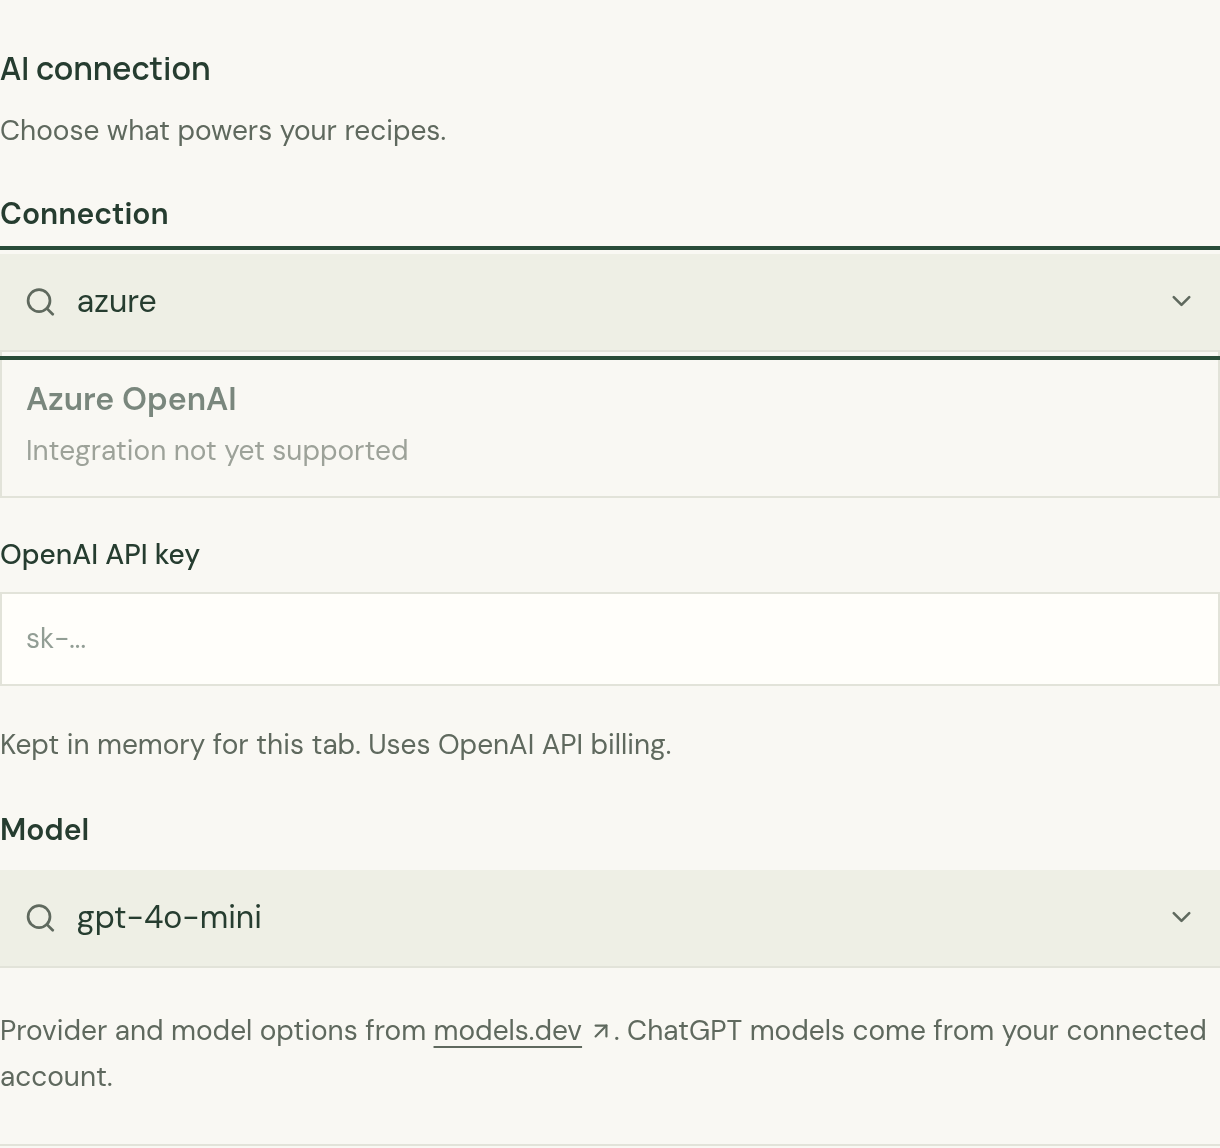 AI connection
Choose what powers your recipes.
Connection
azure
Azure OpenAI
Integration not yet supported
OpenAI API key
sk-...
Kept in memory for this tab. Uses OpenAI API billing.
Model
gpt-4o-mini
Provider and model options from models.dev ↗. ChatGPT models come from your connected
account.